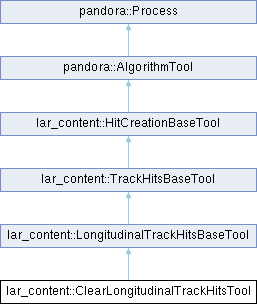 pandora::Process
pandora::AlgorithmTool
lar_content::HitCreationBaseTool
lar_content::TrackHitsBaseTool
lar_content::LongitudinalTrackHitsBaseTool
lar_content::ClearLongitudinalTrackHitsTool